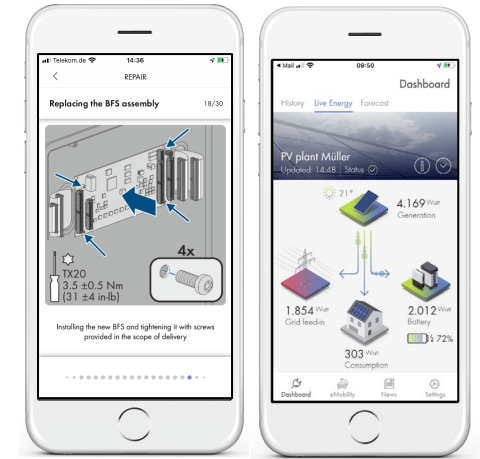 Telekom.de
14:36
REPAIR
Replacing the BFS assembly
18/30
4x
TX20
3.5 ±0.5 Nm
(31 ±4 in-lb)
Installing the new BFS and tightening it with screws
provided in the scope of delivery
Mail
09:50
Dashboard
History Live Energy Forecast
PV plant Müller
Updated: 14:48 | Status
21°
4.169 Watt
Generation
1.854 Watt
Grid feed-in
2.012 Watt
Battery
72%
303 Watt
Consumption
Dashboard eMobility News Settings